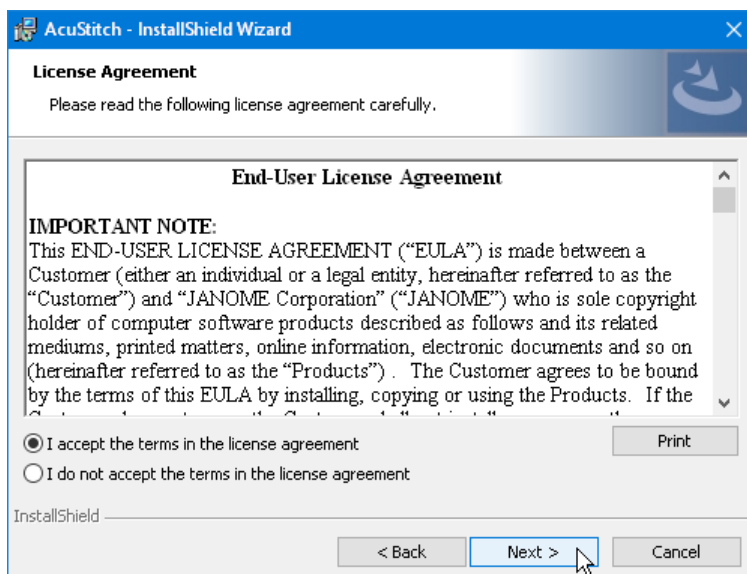 AcuStitch - InstallShield Wizard
License Agreement
Please read the following license agreement carefully.
End-User License Agreement
IMPORTANT NOTE:
This END-USER LICENSE AGREEMENT (“EULA”) is made between a
Customer (either an individual or a legal entity, hereinafter referred to as the
“Customer”) and “JANOME Corporation” (“JANOME”) who is sole copyright
holder of computer software products described as follows and its related
mediums, printed matters, online information, electronic documents and so on
(hereinafter referred to as the “Products”) .  The Customer agrees to be bound
by the terms of this EULA by installing, copying or using the Products.  If the
I accept the terms in the license agreement
Print
I do not accept the terms in the license agreement
InstallShield
< Back
Next >
Cancel